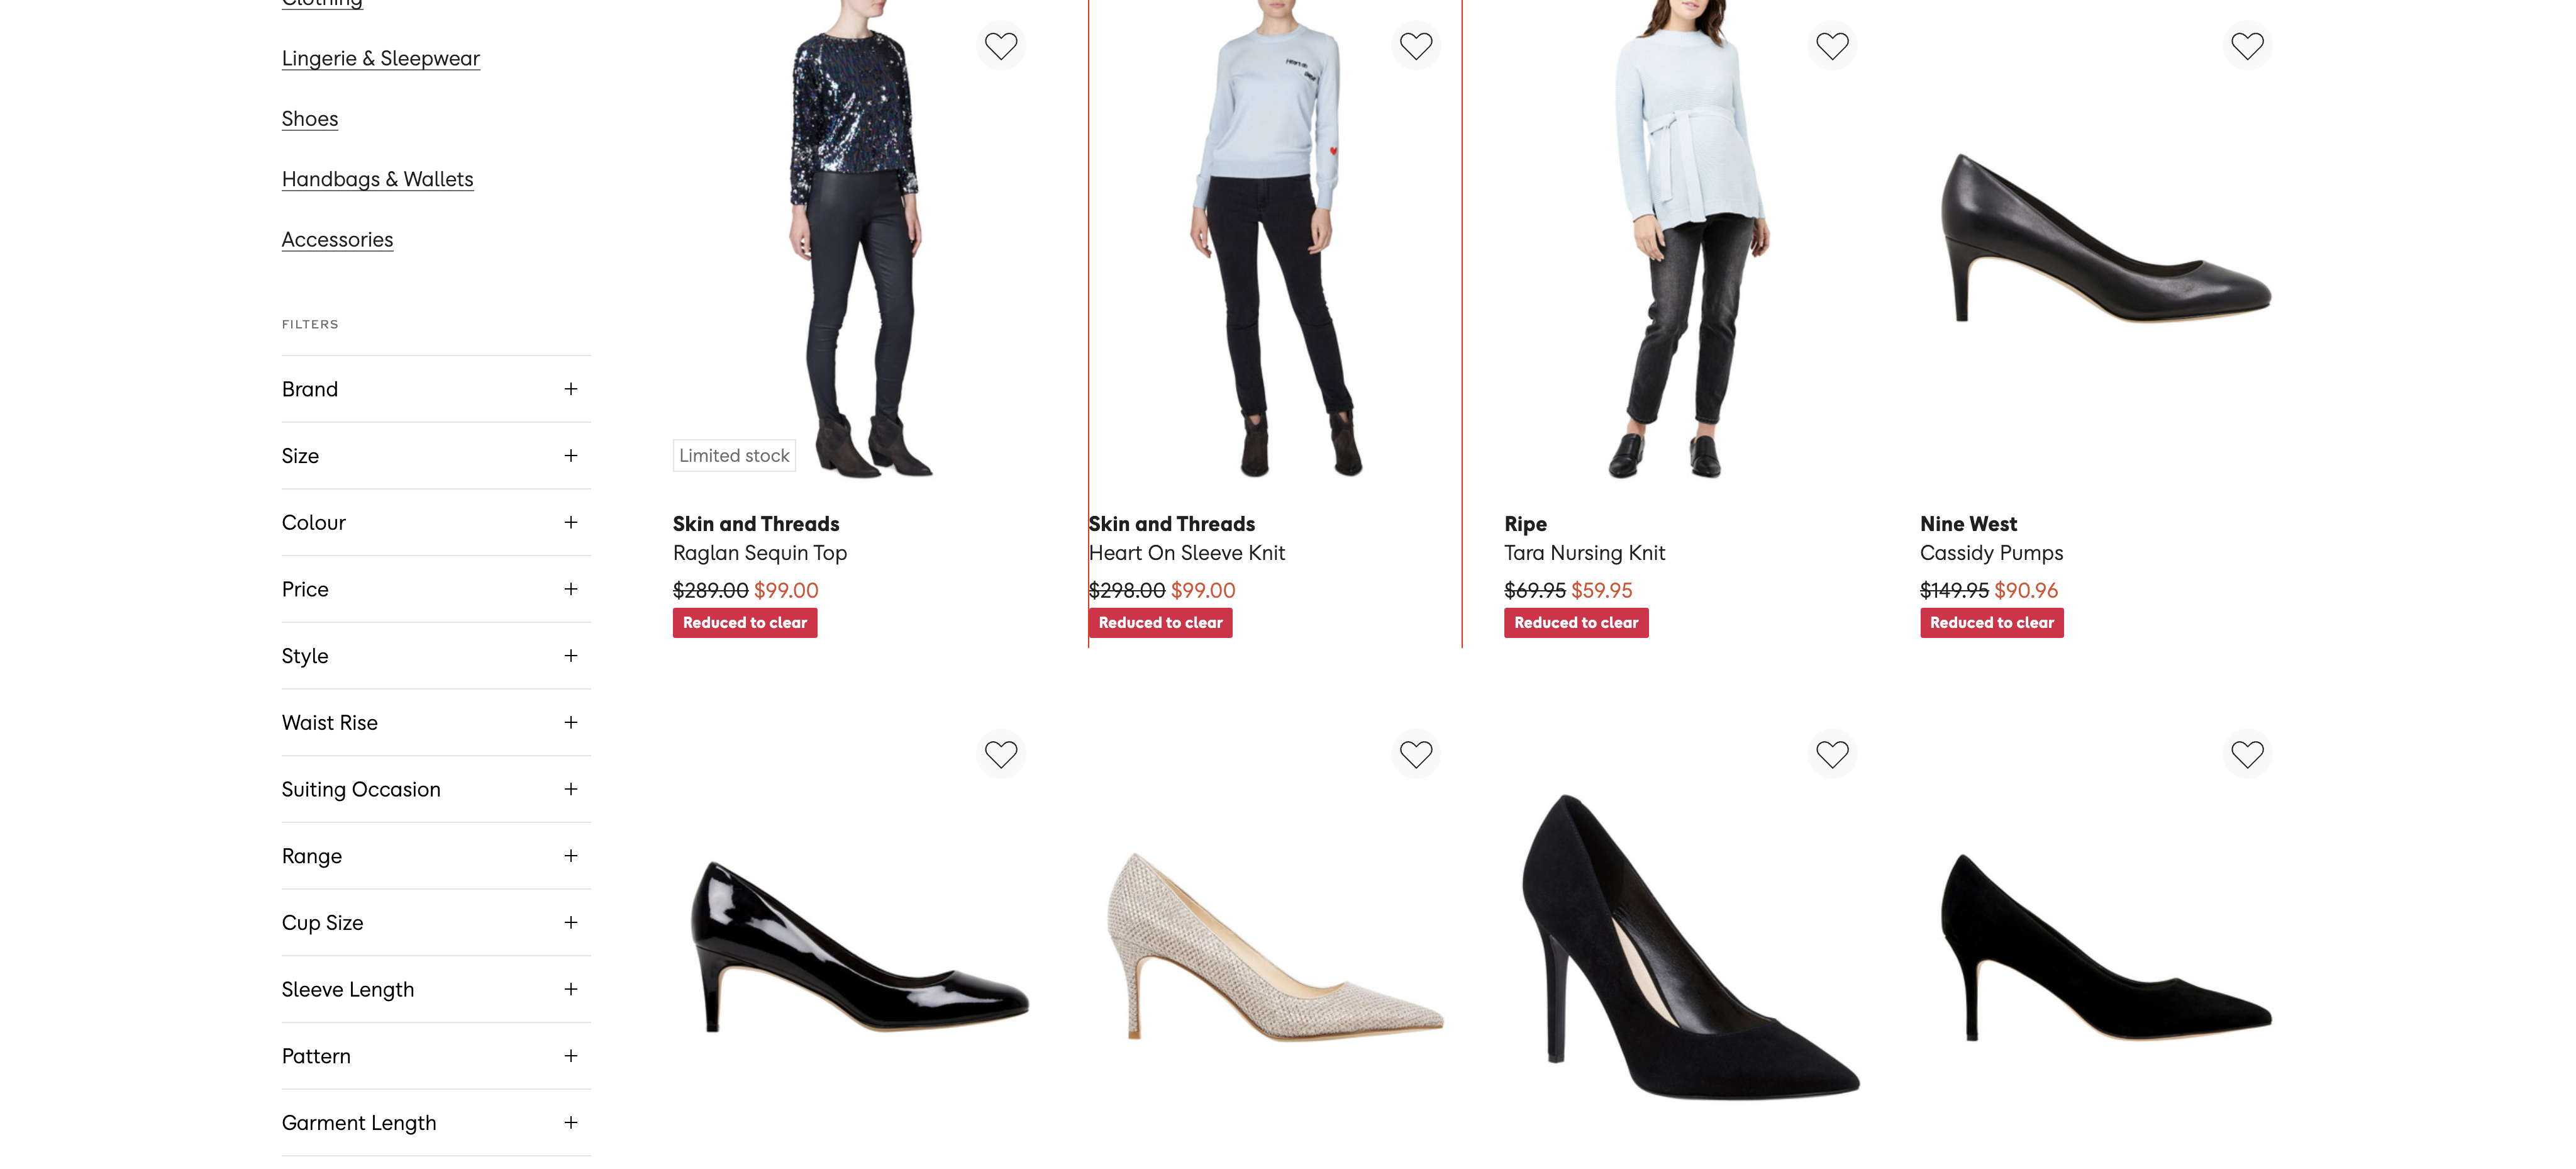 Clothing
Lingerie & Sleepwear
Shoes
Handbags & Wallets
Accessories
FILTERS
Brand
Size
Colour
Price
Style
Waist Rise
Suiting Occasion
Range
Cup Size
Sleeve Length
Pattern
Garment Length
Limited stock
Skin and Threads
Raglan Sequin Top
$289.00 $99.00
Reduced to clear
Heart on
Skin and Threads
Heart On Sleeve Knit
$298.00 $99.00
Reduced to clear
Ripe
Tara Nursing Knit
$69.95 $59.95
Reduced to clear
Nine West
Cassidy Pumps
$149.95 $90.96
Reduced to clear